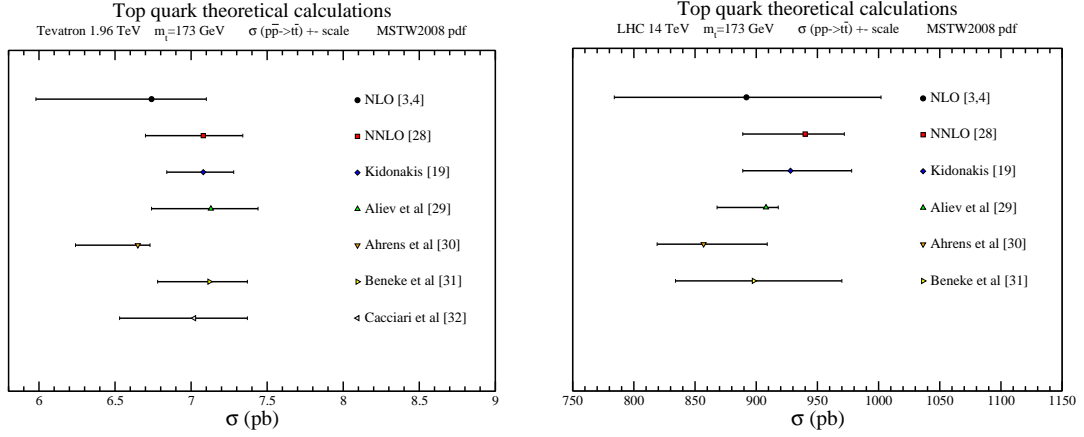 Top quark theoretical calculations
Tevatron 1.96 TeV m_t=173 GeV σ (pp̄->tt̄) +- scale MSTW2008 pdf
NLO [3,4]
NNLO [28]
Kidonakis [19]
Aliev et al [29]
Ahrens et al [30]
Beneke et al [31]
Cacciari et al [32]
6 6.5 7 7.5 8 8.5 9
σ (pb)
Top quark theoretical calculations
LHC 14 TeV m_t=173 GeV σ (pp->tt̄) +- scale MSTW2008 pdf
NLO [3,4]
NNLO [28]
Kidonakis [19]
Aliev et al [29]
Ahrens et al [30]
Beneke et al [31]
750 800 850 900 950 1000 1050 1100 1150
σ (pb)